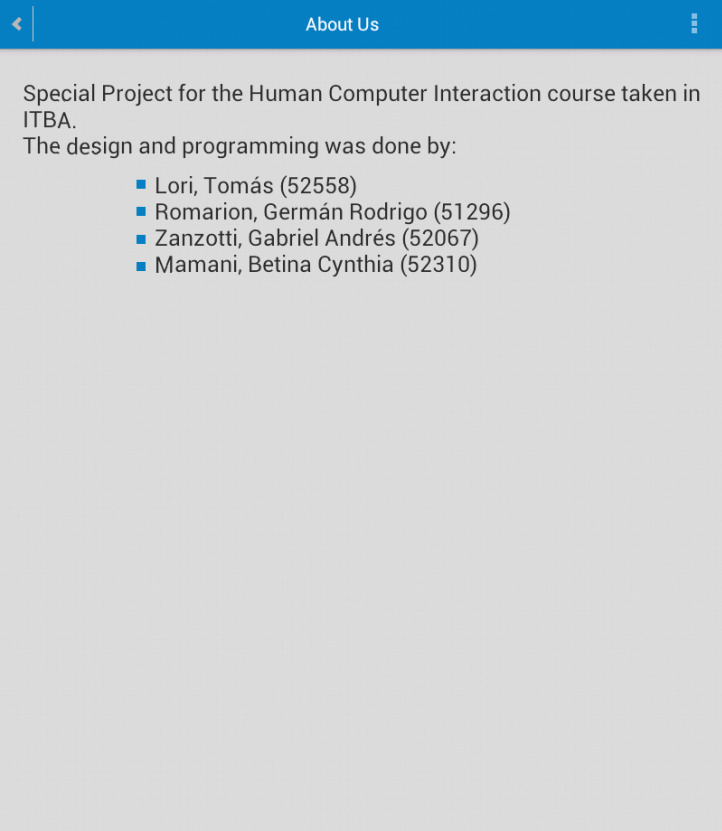 About Us
Special Project for the Human Computer Interaction course taken in
ITBA.
The design and programming was done by:
Lori, Tomás (52558)
Romarion, Germán Rodrigo (51296)
Zanzotti, Gabriel Andrés (52067)
Mamani, Betina Cynthia (52310)